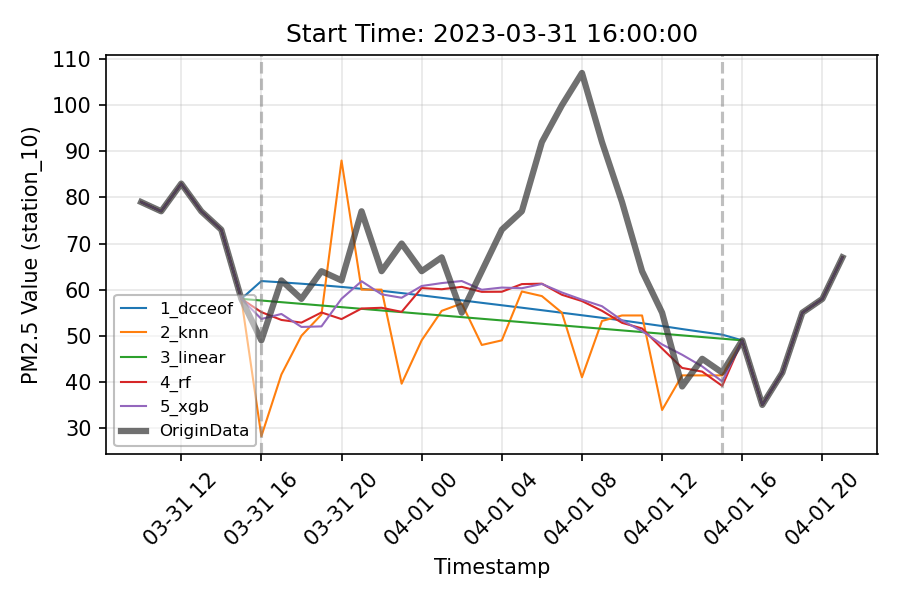 Start Time: 2023-03-31 16:00:00
PM2.5 Value (station_10)
110
100
90
80
70
60
50
40
30
1_dcceof
2_knn
3_linear
4_rf
5_xgb
OriginData
03-31 12
03-31 16
03-31 20
04-01 00
04-01 04
04-01 08
04-01 12
04-01 16
04-01 20
Timestamp